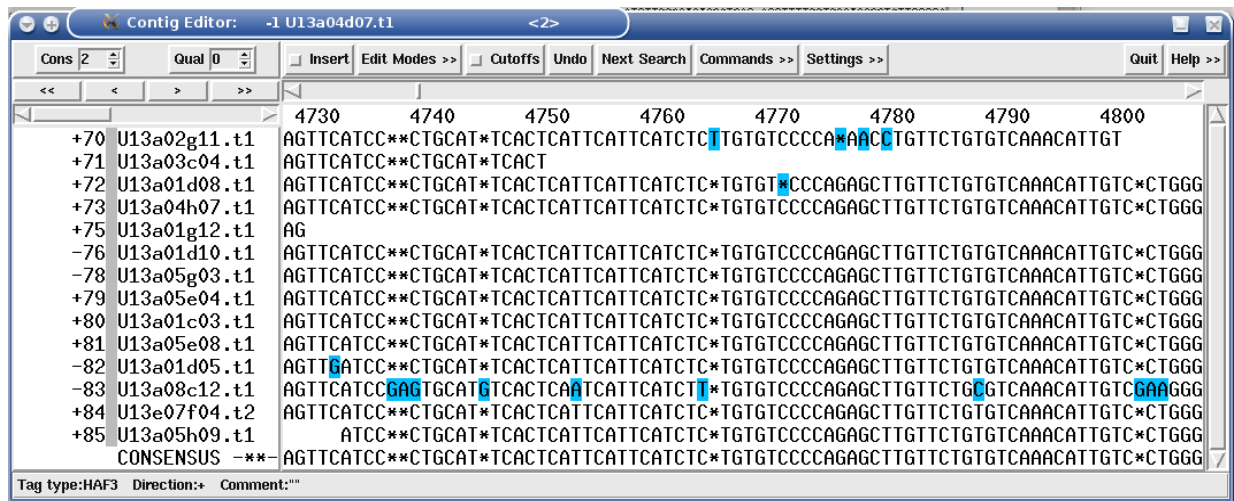 Contig Editor: -1 U13a04d07.t1 <2>
Cons 2 Qual 0 Insert Edit Modes >> Cutoffs Undo Next Search Commands >> Settings >> Quit Help >>
<< < > >>
4730 4740 4750 4760 4770 4780 4790 4800
+70 U13a02g11.t1 AGTTCATCC**CTGCAT*TCACTCATTCATTCATCTCTTGTGTCCCCA*AACCTGTTCTGTGTCAAACATTGT
+71 U13a03c04.t1 AGTTCATCC**CTGCAT*TCACT
+72 U13a01d08.t1 AGTTCATCC**CTGCAT*TCACTCATTCATTCATCTC*TGTGT*CCCAGAGCTTGTTCTGTGTCAAACATTGTC*CTGGG
+73 U13a04h07.t1 AGTTCATCC**CTGCAT*TCACTCATTCATTCATCTC*TGTGTCCCCAGAGCTTGTTCTGTGTCAAACATTGTC*CTGGG
+75 U13a01g12.t1 AG
-76 U13a01d10.t1 AGTTCATCC**CTGCAT*TCACTCATTCATTCATCTC*TGTGTCCCCAGAGCTTGTTCTGTGTCAAACATTGTC*CTGGG
-78 U13a05g03.t1 AGTTCATCC**CTGCAT*TCACTCATTCATTCATCTC*TGTGTCCCCAGAGCTTGTTCTGTGTCAAACATTGTC*CTGGG
+79 U13a05e04.t1 AGTTCATCC**CTGCAT*TCACTCATTCATTCATCTC*TGTGTCCCCAGAGCTTGTTCTGTGTCAAACATTGTC*CTGGG
+80 U13a01c03.t1 AGTTCATCC**CTGCAT*TCACTCATTCATTCATCTC*TGTGTCCCCAGAGCTTGTTCTGTGTCAAACATTGTC*CTGGG
+81 U13a05e08.t1 AGTTCATCC**CTGCAT*TCACTCATTCATTCATCTC*TGTGTCCCCAGAGCTTGTTCTGTGTCAAACATTGTC*CTGGG
-82 U13a01d05.t1 AGTTGATCC**CTGCAT*TCACTCATTCATTCATCTC*TGTGTCCCCAGAGCTTGTTCTGTGTCAAACATTGTC*CTGGG
-83 U13a08c12.t1 AGTTCATCCGAGTGCATGTCACTCAATCATTCATCTT*TGTGTCCCCAGAGCTTGTTCTGCGTCAAACATTGTCGAAGGG
+84 U13e07f04.t2 AGTTCATCC**CTGCAT*TCACTCATTCATTCATCTC*TGTGTCCCCAGAGCTTGTTCTGTGTCAAACATTGTC*CTGGG
+85 U13a05h09.t1 ATCC**CTGCAT*TCACTCATTCATTCATCTC*TGTGTCCCCAGAGCTTGTTCTGTGTCAAACATTGTC*CTGGG
CONSENSUS -**- AGTTCATCC**CTGCAT*TCACTCATTCATTCATCTC*TGTGTCCCCAGAGCTTGTTCTGTGTCAAACATTGTC*CTGGG
Tag type:HAF3 Direction:+ Comment:""